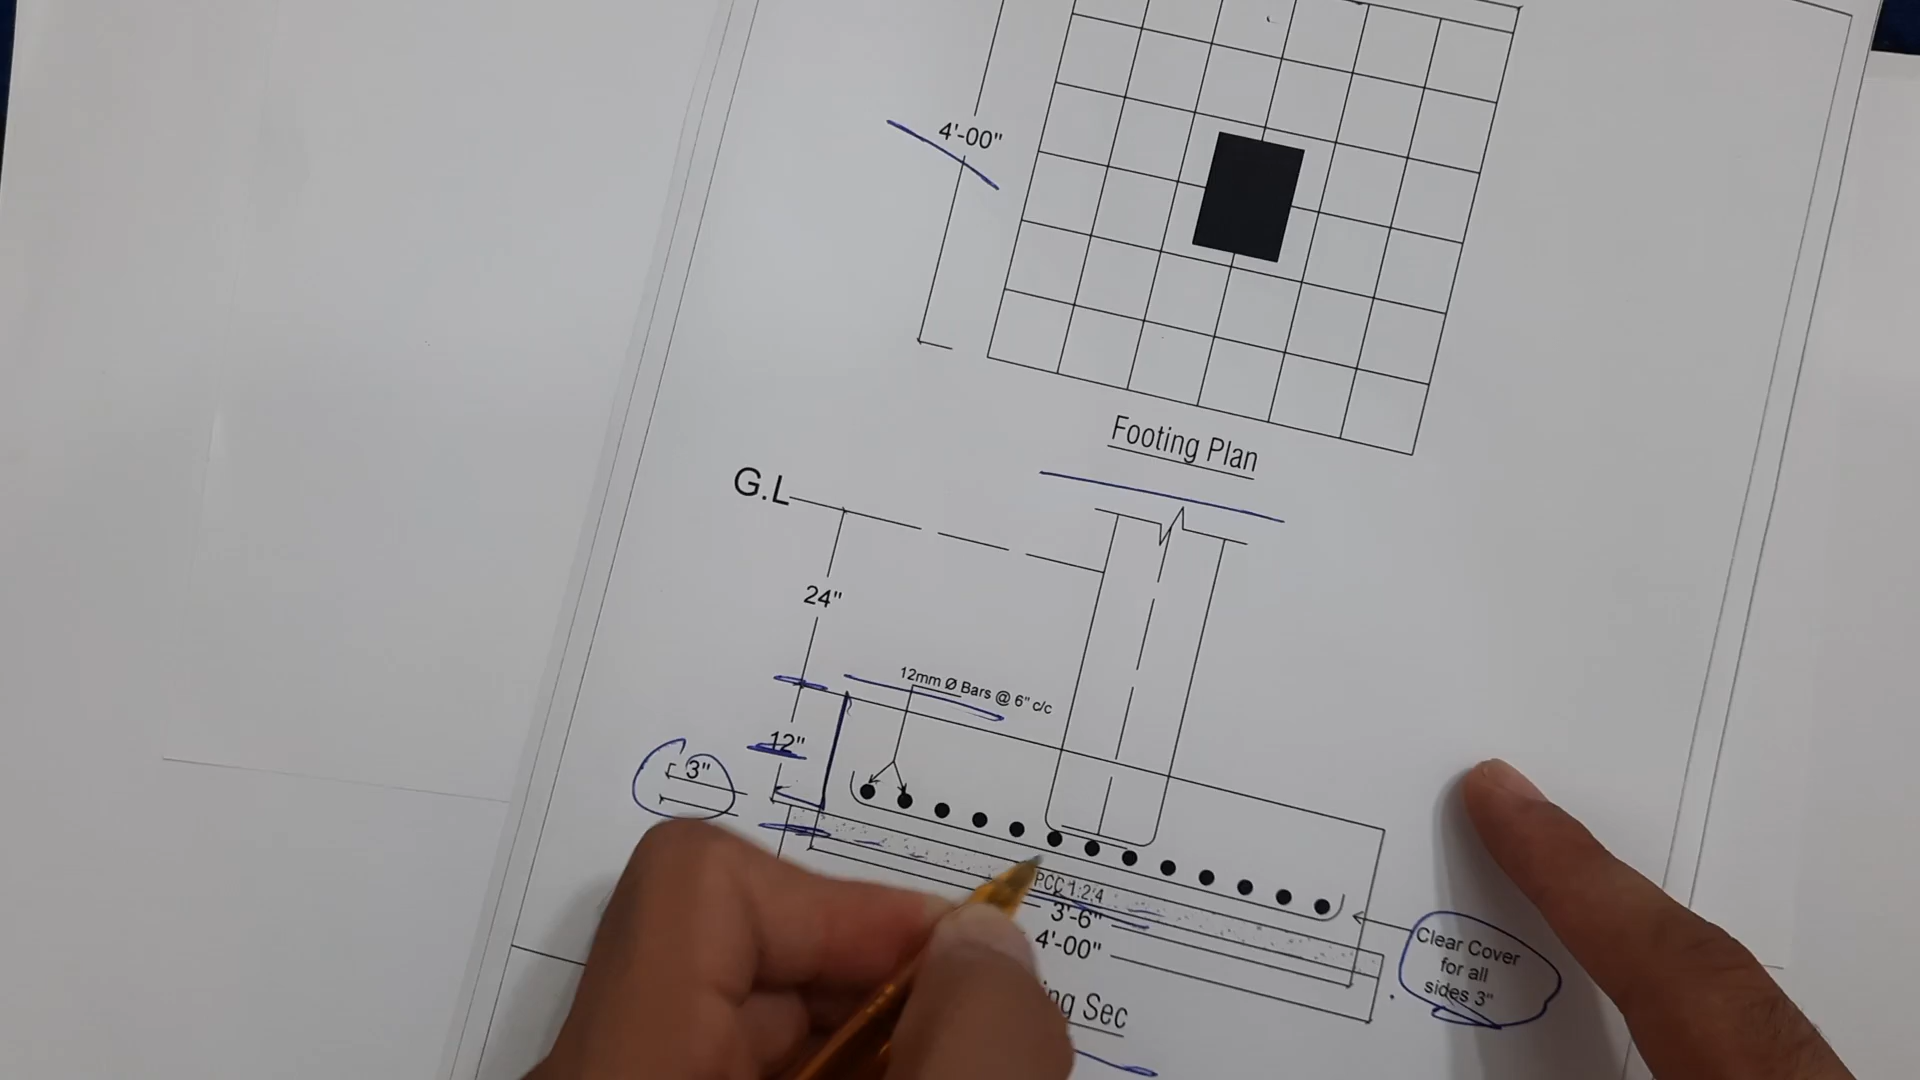 4'-00"
Footing Plan
G.L
24"
12mm Ø Bars @ 6" c/c
12"
3"
PCC 1:2:4
3'-6"
4'-00"
Clear Cover
for all
sides 3"
Sec